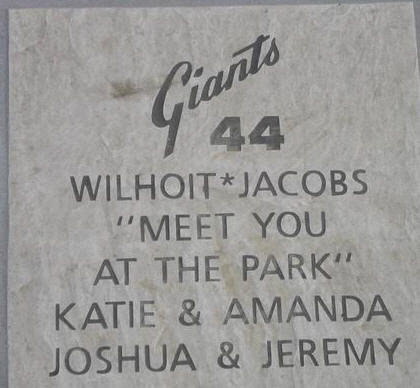 Giants
44
WILHOIT*JACOBS
"MEET YOU
AT THE PARK"
KATIE & AMANDA
JOSHUA & JEREMY